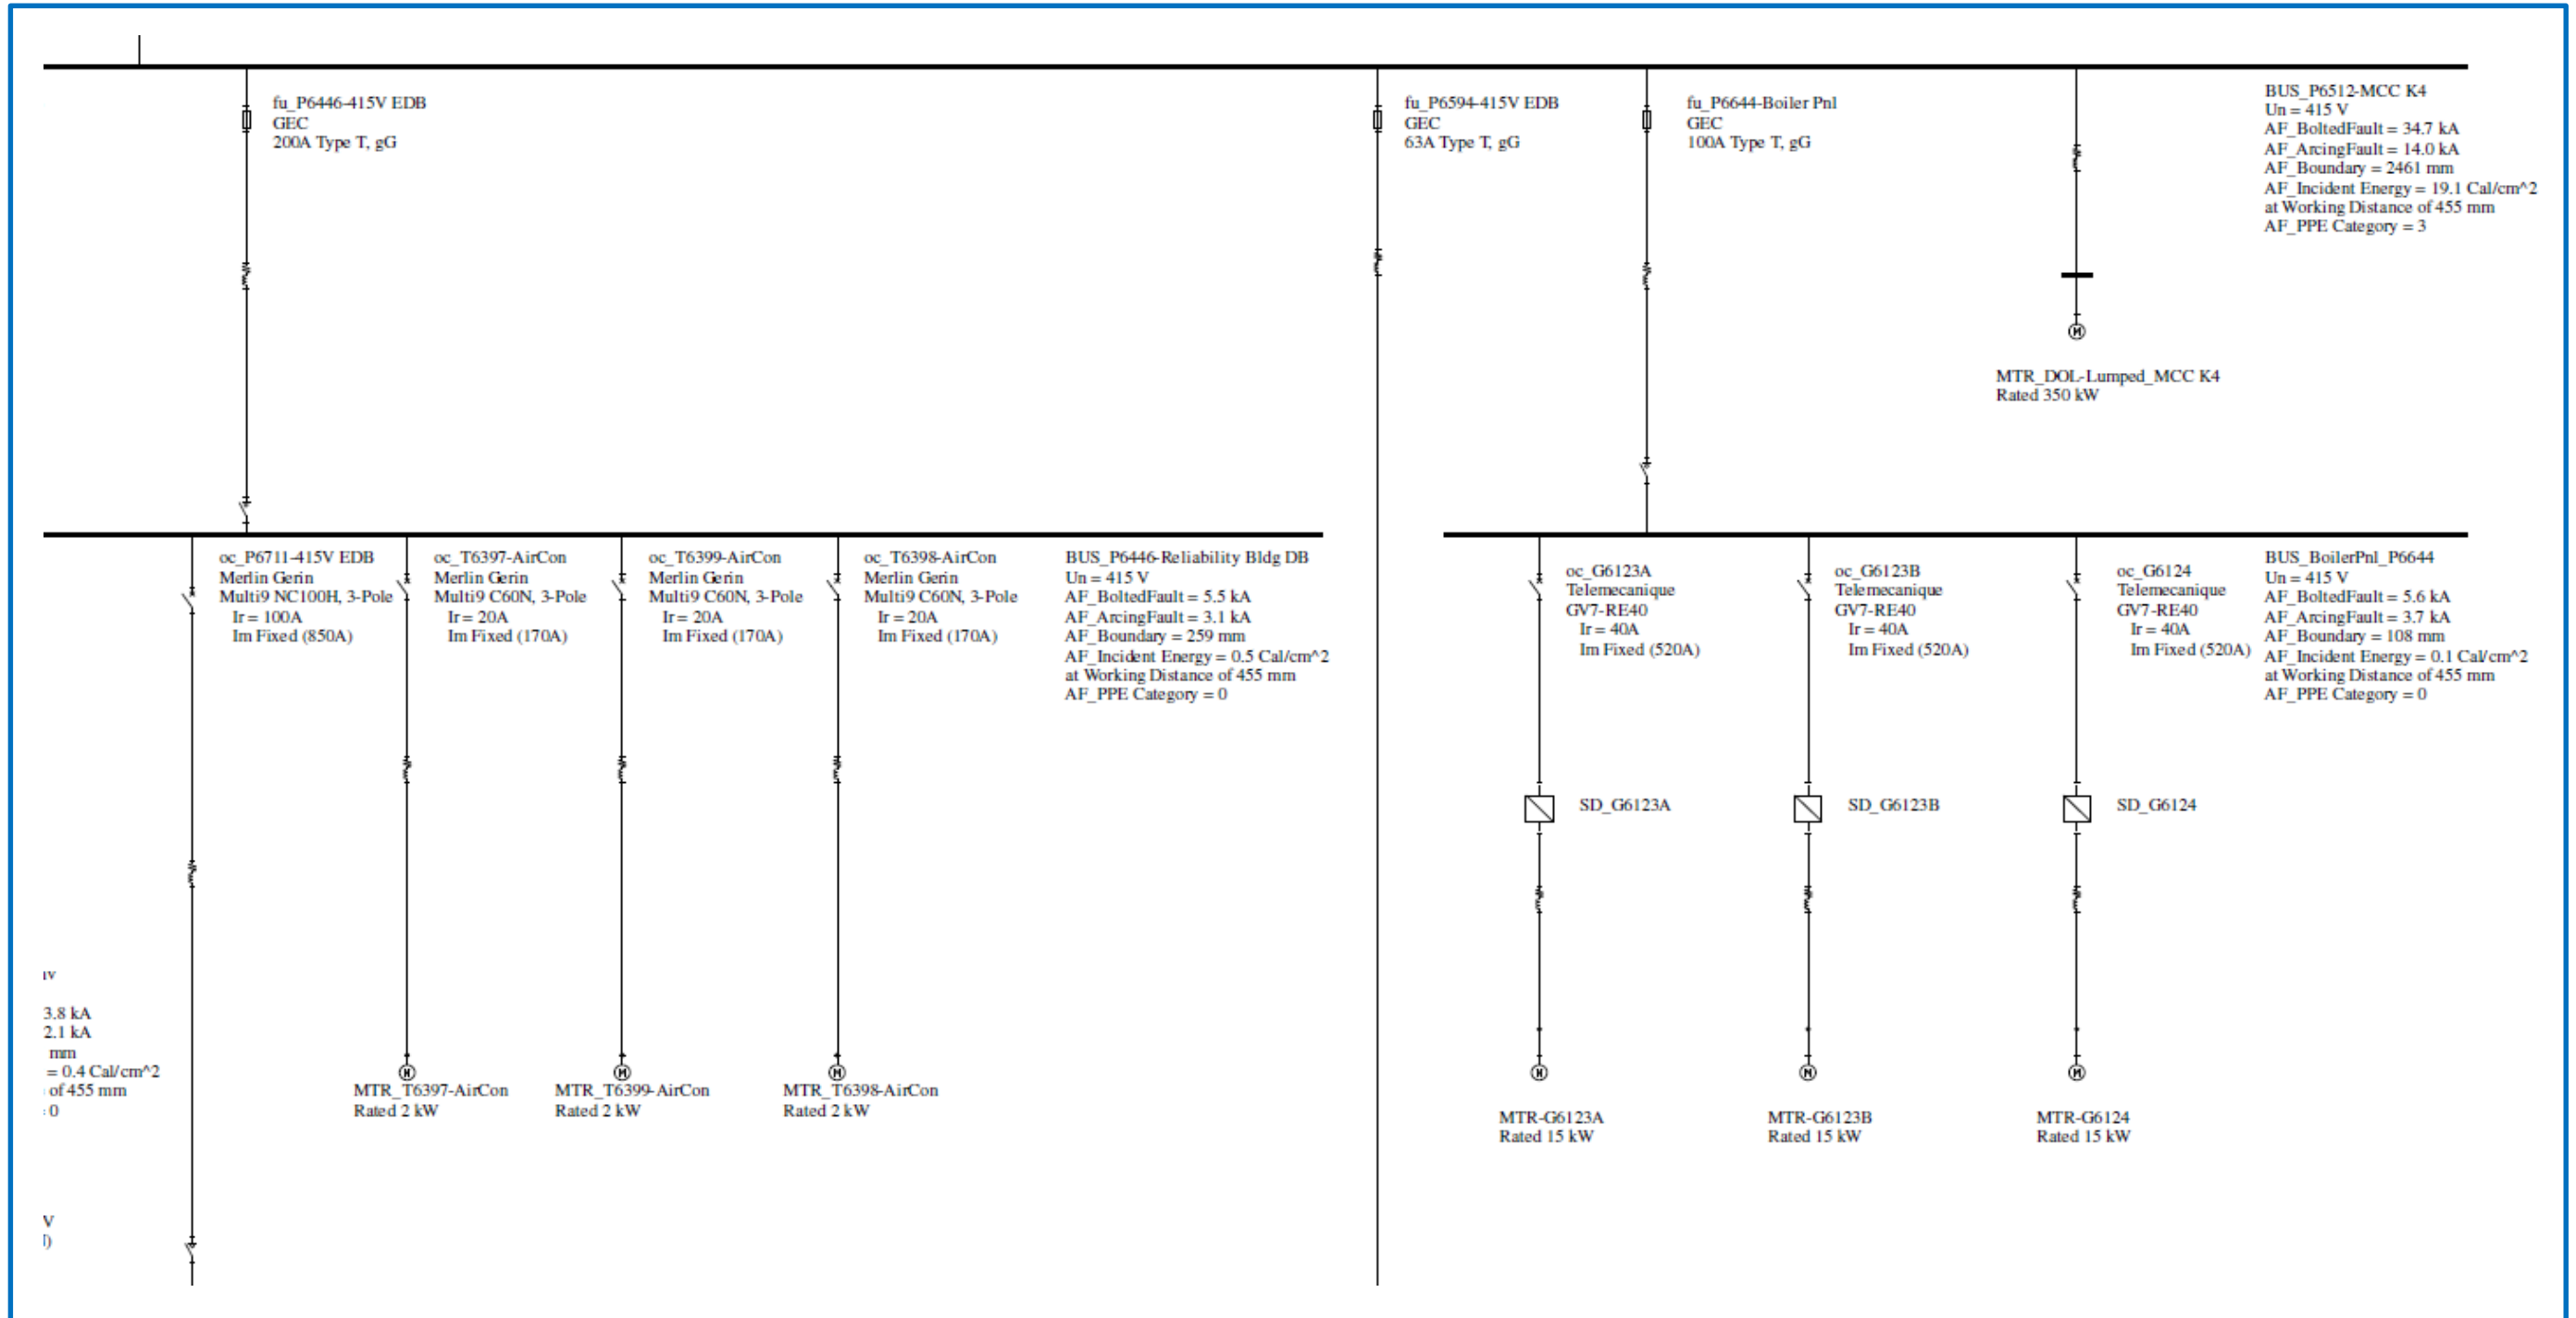 fu_P6446-415V EDB
GEC
200A Type T, gG
fu_P6594-415V EDB
GEC
63A Type T, gG
fu_P6644-Boiler Pnl
GEC
100A Type T, gG
BUS_P6512-MCC K4
Un = 415 V
AF_BoltedFault = 34.7 kA
AF_ArcingFault = 14.0 kA
AF_Boundary = 2461 mm
AF_Incident Energy = 19.1 Cal/cm^2
at Working Distance of 455 mm
AF_PPE Category = 3
M
MTR_DOL-Lumped_MCC K4
Rated 350 kW
oc_P6711-415V EDB
Merlin Gerin
Multi9 NC100H, 3-Pole
Ir = 100A
Im Fixed (850A)
oc_T6397-AirCon
Merlin Gerin
Multi9 C60N, 3-Pole
Ir = 20A
Im Fixed (170A)
oc_T6399-AirCon
Merlin Gerin
Multi9 C60N, 3-Pole
Ir = 20A
Im Fixed (170A)
oc_T6398-AirCon
Merlin Gerin
Multi9 C60N, 3-Pole
Ir = 20A
Im Fixed (170A)
BUS_P6446-Reliability Bldg DB
Un = 415 V
AF_BoltedFault = 5.5 kA
AF_ArcingFault = 3.1 kA
AF_Boundary = 259 mm
AF_Incident Energy = 0.5 Cal/cm^2
at Working Distance of 455 mm
AF_PPE Category = 0
oc_G6123A
Telemecanique
GV7-RE40
Ir = 40A
Im Fixed (520A)
oc_G6123B
Telemecanique
GV7-RE40
Ir = 40A
Im Fixed (520A)
oc_G6124
Telemecanique
GV7-RE40
Ir = 40A
Im Fixed (520A)
BUS_BoilerPnl_P6644
Un = 415 V
AF_BoltedFault = 5.6 kA
AF_ArcingFault = 3.7 kA
AF_Boundary = 108 mm
AF_Incident Energy = 0.1 Cal/cm^2
at Working Distance of 455 mm
AF_PPE Category = 0
SD_G6123A
SD_G6123B
SD_G6124
3.8 kA
2.1 kA
mm
= 0.4 Cal/cm^2
of 455 mm
0
V
M
MTR_T6397-AirCon
Rated 2 kW
M
MTR_T6399-AirCon
Rated 2 kW
M
MTR_T6398-AirCon
Rated 2 kW
M
MTR-G6123A
Rated 15 kW
M
MTR-G6123B
Rated 15 kW
M
MTR-G6124
Rated 15 kW